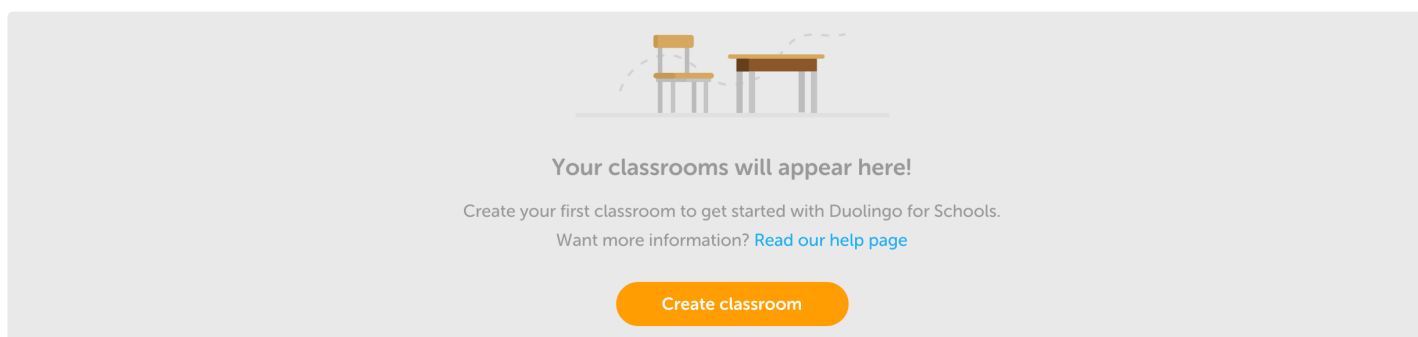 Your classrooms will appear here!
Create your first classroom to get started with Duolingo for Schools.
Want more information? Read our help page
Create classroom